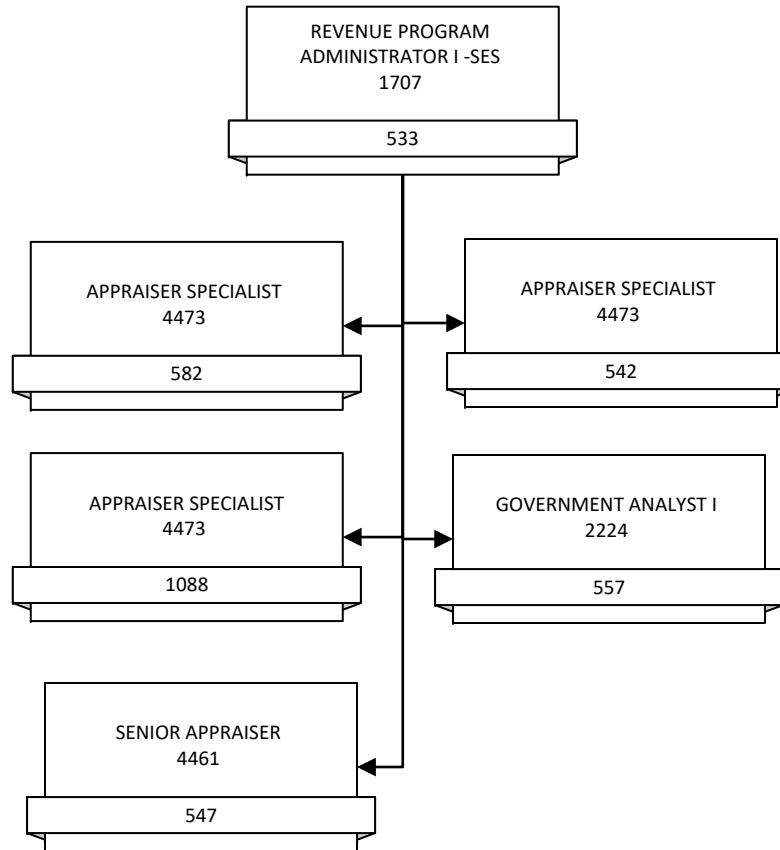 REVENUE PROGRAM
ADMINISTRATOR I -SES
1707
533
APPRAISER SPECIALIST
4473
582
APPRAISER SPECIALIST
4473
542
APPRAISER SPECIALIST
4473
1088
GOVERNMENT ANALYST I
2224
557
SENIOR APPRAISER
4461
547